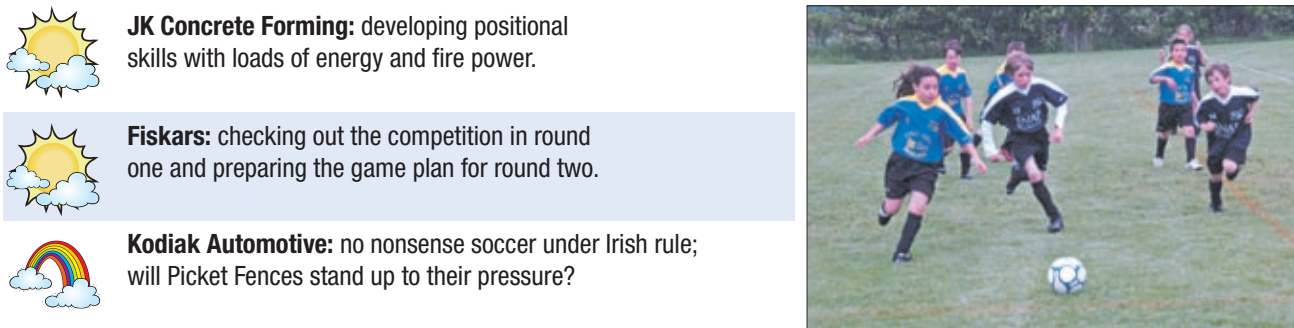 JK Concrete Forming: developing positional
skills with loads of energy and fire power.
Fiskars: checking out the competition in round
one and preparing the game plan for round two.
Kodiak Automotive: no nonsense soccer under Irish rule;
will Picket Fences stand up to their pressure?